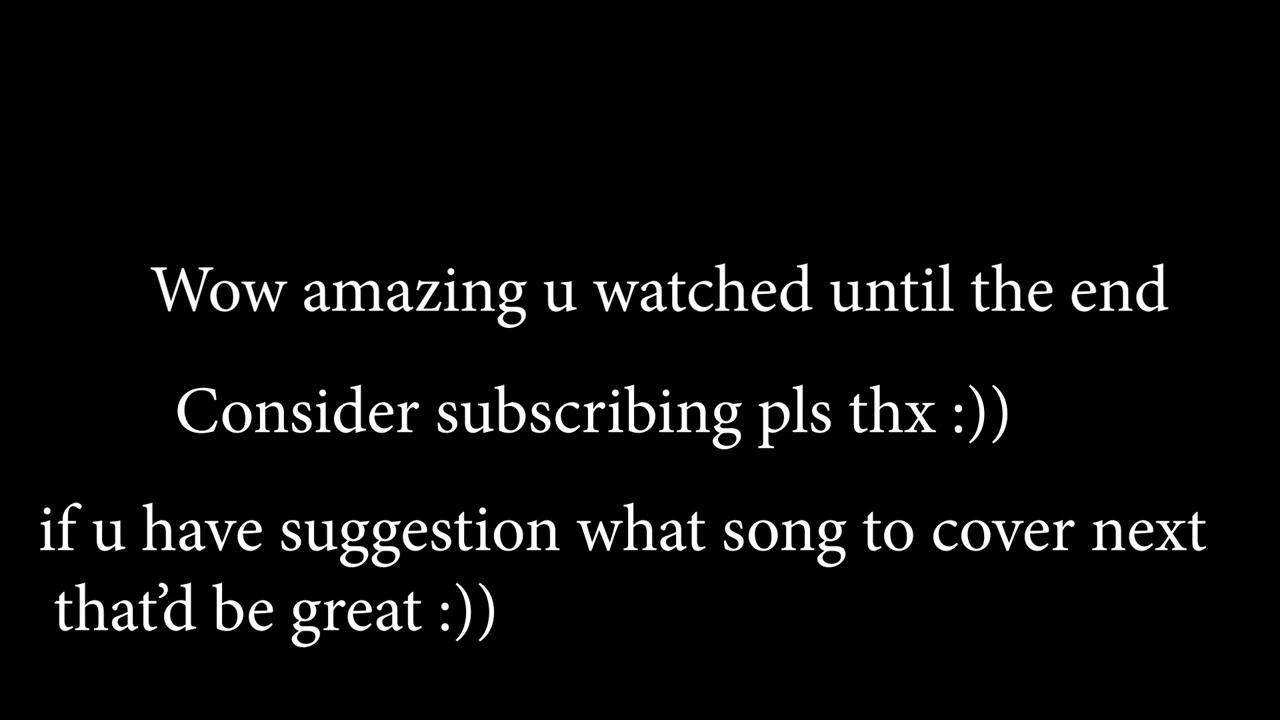 Wow amazing u watched until the end
Consider subscribing pls thx :))
if u have suggestion what song to cover next
that’d be great :))